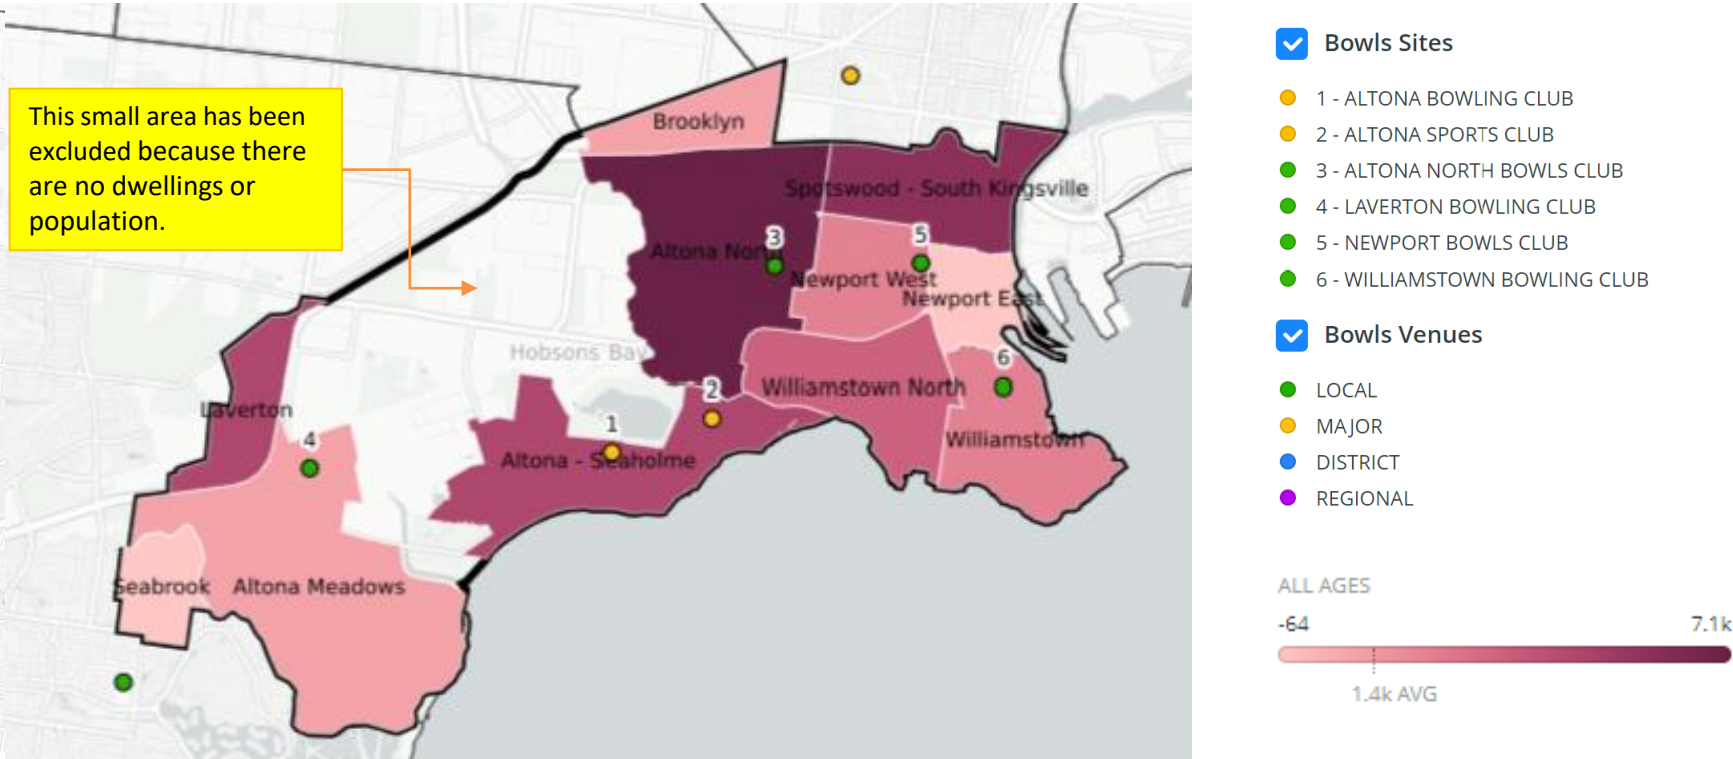 This small area has been
excluded because there
are no dwellings or
population.
Brooklyn
Spotswood - South Kingsville
3
Altona North
5
Newport West
Newport East
Hobsons Bay
6
2
Williamstown North
Laverton
1
4
Williamstown
Altona - Seaholme
Seabrook
Altona Meadows
Bowls Sites
1 - ALTONA BOWLING CLUB
2 - ALTONA SPORTS CLUB
3 - ALTONA NORTH BOWLS CLUB
4 - LAVERTON BOWLING CLUB
5 - NEWPORT BOWLS CLUB
6 - WILLIAMSTOWN BOWLING CLUB
Bowls Venues
LOCAL
MAJOR
DISTRICT
REGIONAL
ALL AGES
-64
7.1k
1.4k AVG